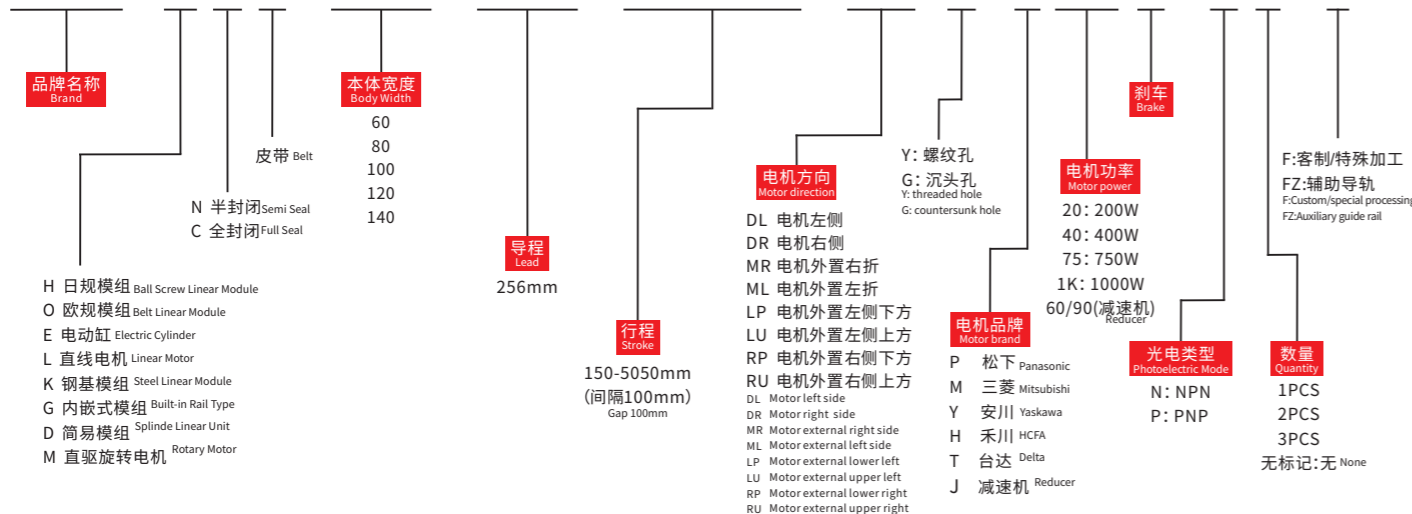 品牌名称
Brand
H 日规模组 Ball Screw Linear Module
O 欧规模组 Belt Linear Module
E 电动缸 Electric Cylinder
L 直线电机 Linear Motor
K 钢基模组 Steel Linear Module
G 内嵌式模组 Built-in Rail Type
D 简易模组 Splinde Linear Unit
M 直驱旋转电机 Rotary Motor
N 半封闭 Semi Seal
C 全封闭 Full Seal
皮带 Belt
本体宽度
Body Width
60
80
100
120
140
导程
Lead
256mm
行程
Stroke
150-5050mm
(间隔100mm)
Gap 100mm
电机方向
Motor direction
DL 电机左侧
DR 电机右侧
MR 电机外置右折
ML 电机外置左折
LP 电机外置左侧下方
LU 电机外置左侧上方
RP 电机外置右侧下方
RU 电机外置右侧上方
DL Motor left side
DR Motor right side
MR Motor external right side
ML Motor external left side
LP Motor external lower left
LU Motor external upper left
RP Motor external lower right
RU Motor external upper right
Y: 螺纹孔
G: 沉头孔
Y: threaded hole
G: countersunk hole
电机品牌
Motor brand
P 松下 Panasonic
M 三菱 Mitsubishi
Y 安川 Yaskawa
H 禾川 HCFA
T 台达 Delta
J 减速机 Reducer
电机功率
Motor power
20: 200W
40: 400W
75: 750W
1K: 1000W
60/90(减速机)
Reducer
刹车
Brake
光电类型
Photoelectric Mode
N: NPN
P: PNP
数量
Quantity
1PCS
2PCS
3PCS
无标记:无 None
F:客制/特殊加工
FZ:辅助导轨
F:Custom/special processing
FZ:Auxiliary guide rail